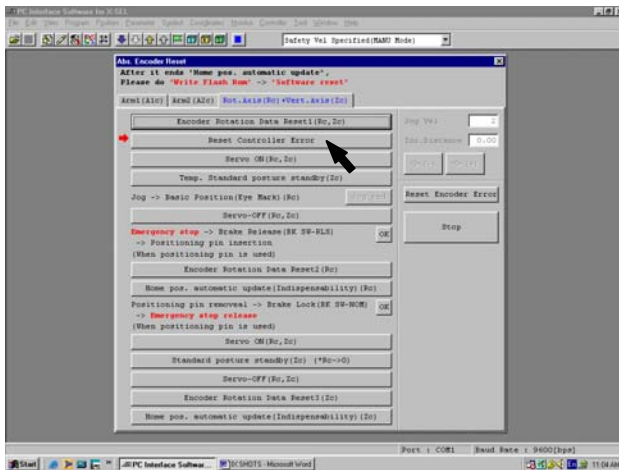 PC Interface Software for X-SEL
Safety Vel Specified(MANU Mode)
Abs. Encoder Reset
After it ends "Home pos. automatic update",
Please do "Write Flash Rom" -> "Software reset"
Arm1(A1c) Arm2(A2c) Rot.Axis(Rc)+Vert.Axis(Zc)
Encoder Rotation Data Reset1(Rc,Zc)
Reset Controller Error
Servo ON(Rc,Zc)
Temp. Standard posture standby(Zc)
Jog -> Basic Position(Eye Mark)(Rc)
Servo-OFF(Rc,Zc)
Emergency stop -> Brake Release(BK SW-RLS)
-> Positioning pin insertion
(When positioning pin is used)
OK
Encoder Rotation Data Reset2(Rc)
Home pos. automatic update(Indispensability)(Rc)
Positioning pin removeal -> Brake Lock(BK SW-NOM)
-> Emergency stop release
(When positioning pin is used)
OK
Servo ON(Rc,Zc)
Standard posture standby(Zc) (*Rc->0)
Servo-OFF(Rc,Zc)
Encoder Rotation Data Reset3(Zc)
Home pos. automatic update(Indispensability)(Zc)
Jog Vel 2
Inc.Distance 0.00
Reset Encoder Error
Stop
Port : COM1 Baud Rate : 9600[bps]
Start PC Interface Softwar... IXSHOTS - Microsoft Word 11:04 AM